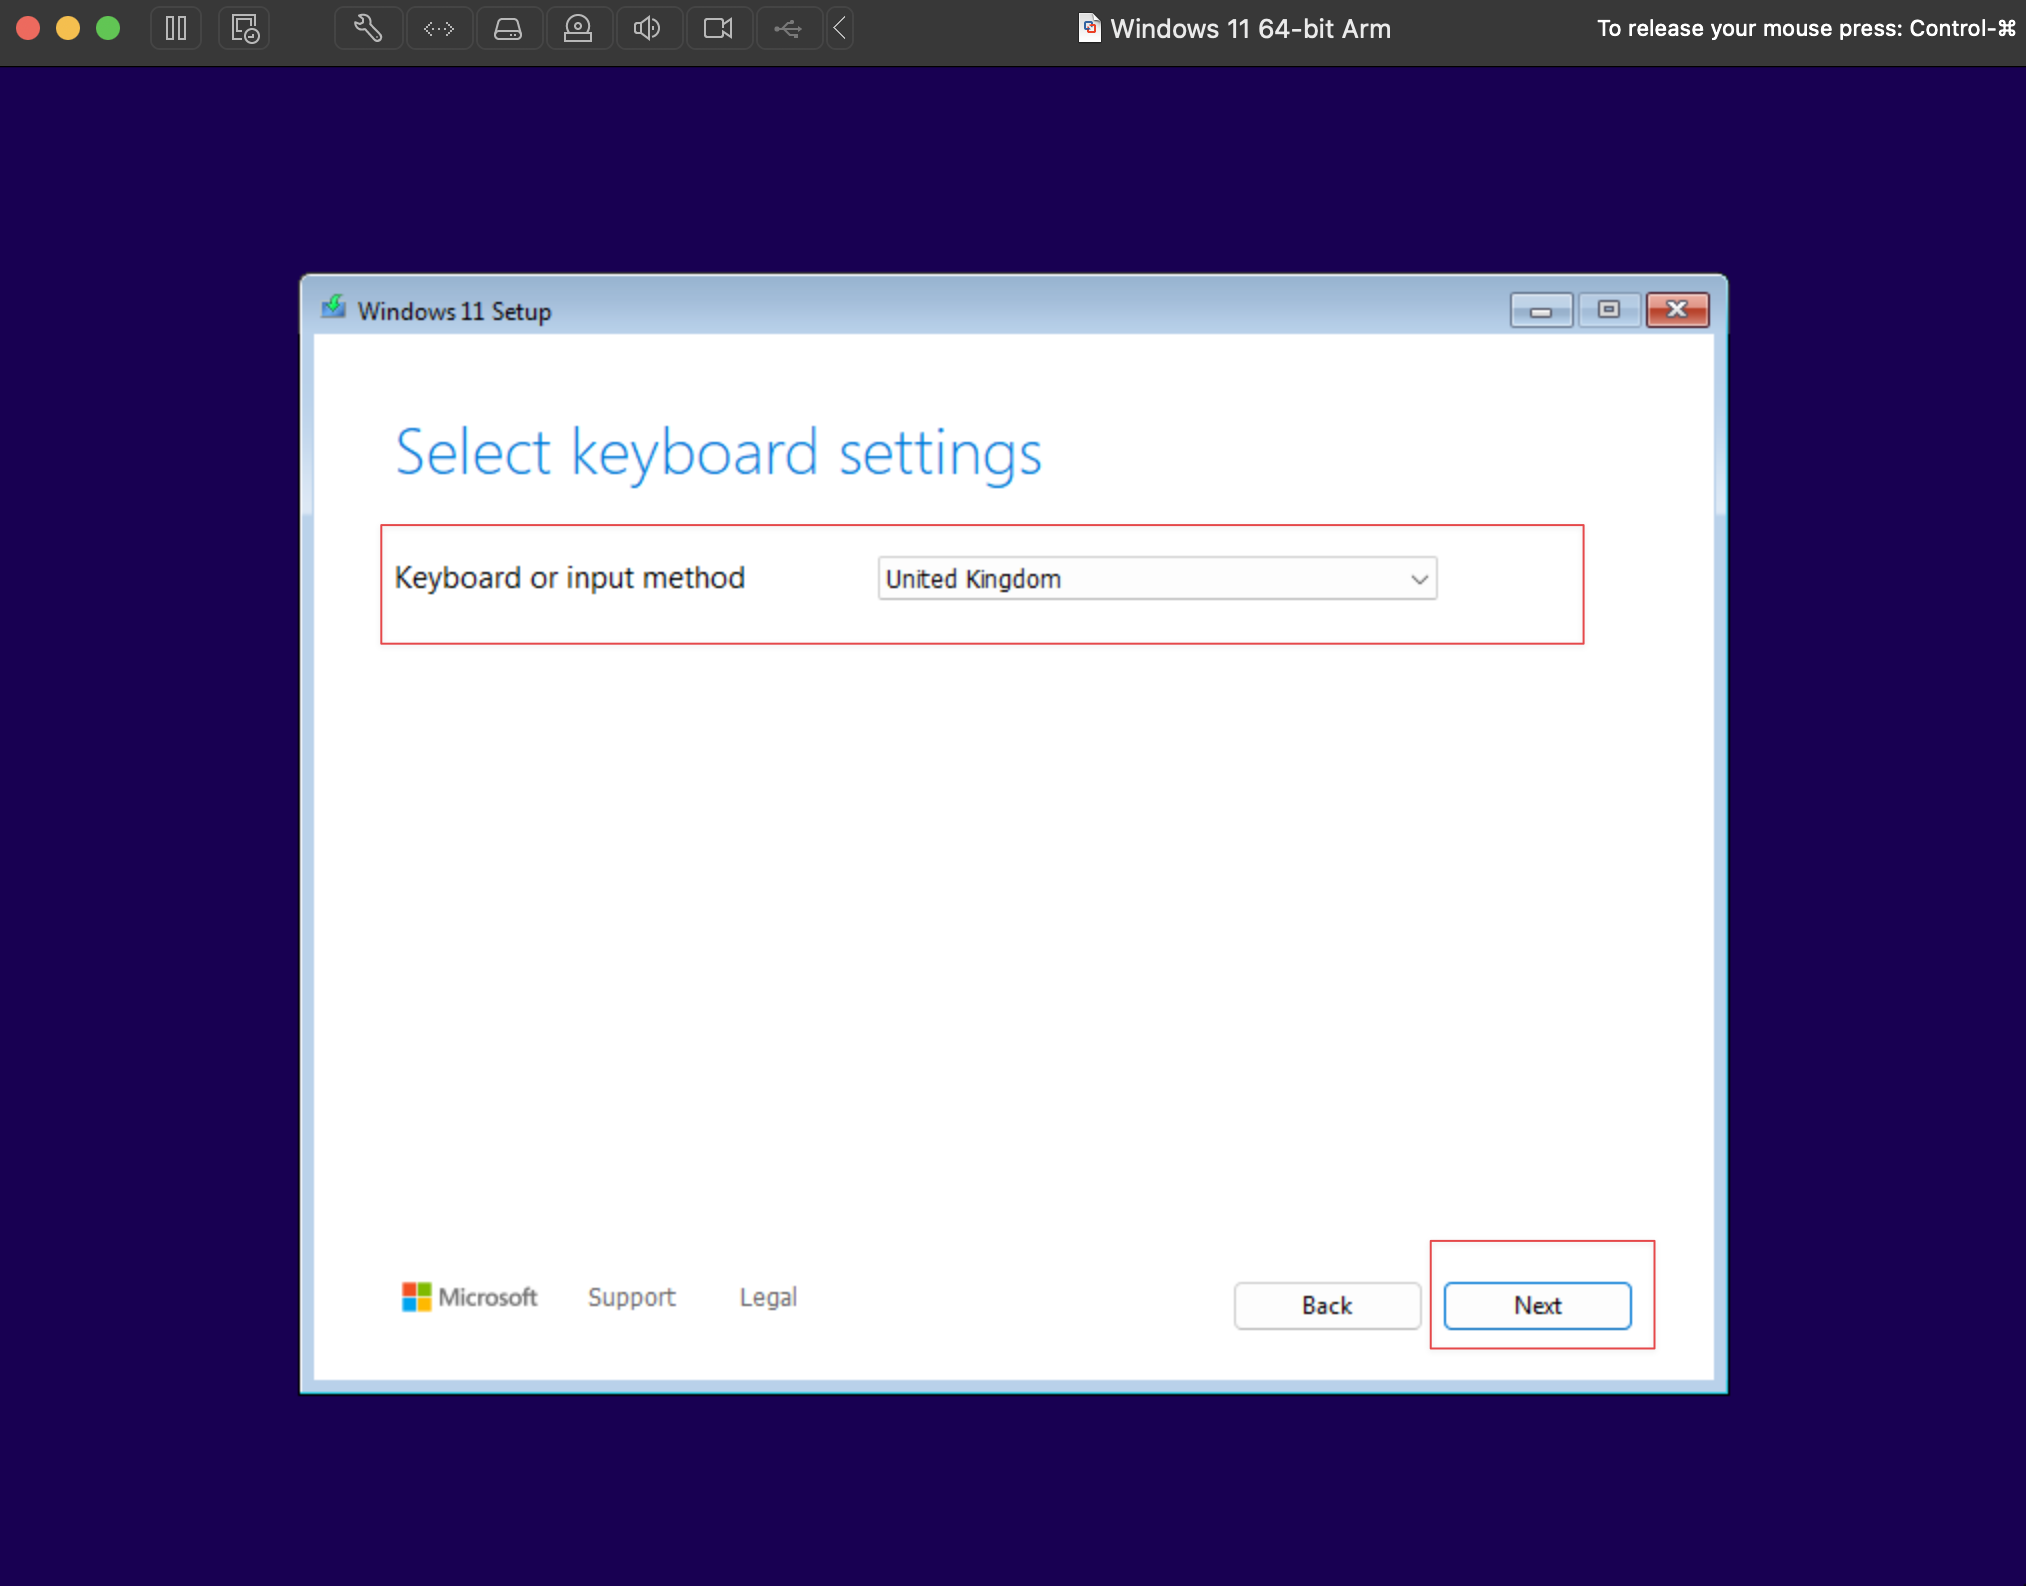 Windows 11 64-bit Arm
To release your mouse press: Control-⌘
Windows 11 Setup
Select keyboard settings
Keyboard or input method
United Kingdom
Microsoft
Support
Legal
Back
Next